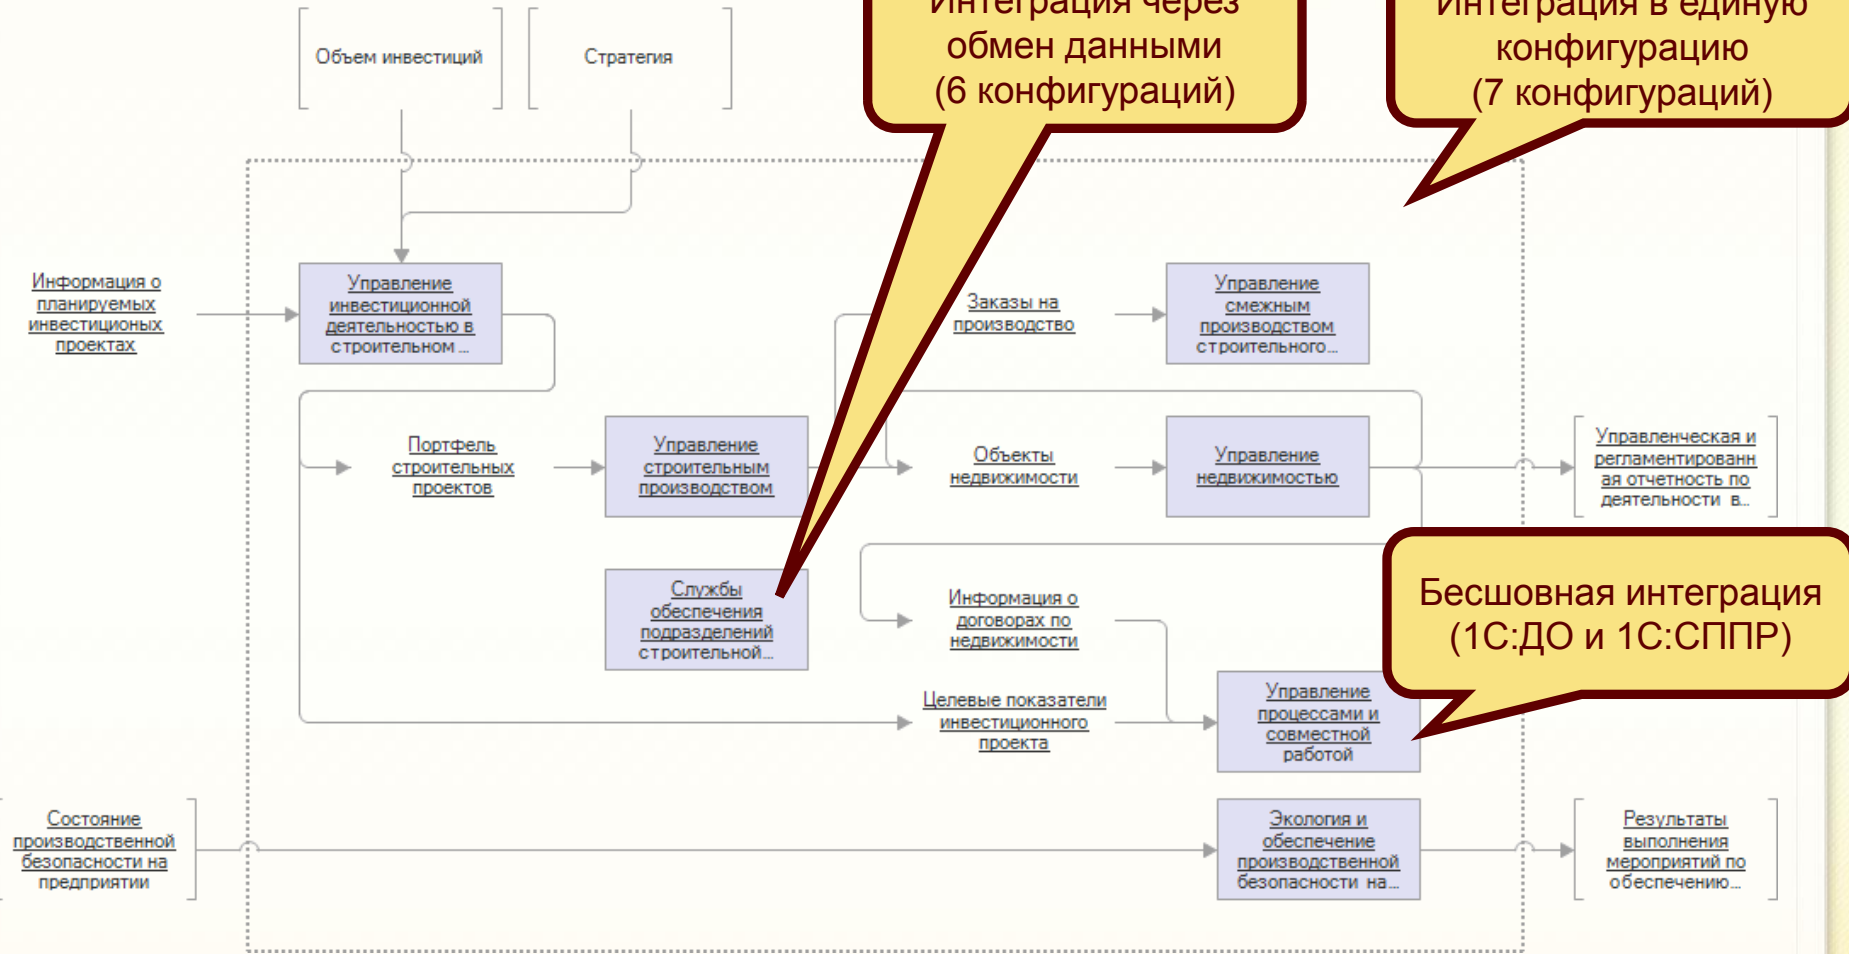 Интеграция через
обмен данными
(6 конфигураций)
Интеграция в единую
конфигурацию
(7 конфигураций)
Объем инвестиций
Стратегия
Информация о
планируемых
инвестиционых
проектах
Управление
инвестиционной
деятельностью в
строительном ...
Заказы на
производство
Управление
смежным
производством
строительного...
Портфель
строительных
проектов
Управление
строительным
производством
Объекты
недвижимости
Управление
недвижимостью
Управленческая и
регламентированн
ая отчетность по
деятельности в...
Службы
обеспечения
подразделений
строительной...
Информация о
договорах по
недвижимости
Бесшовная интеграция
(1С:ДО и 1С:СППР)
Целевые показатели
инвестиционного
проекта
Управление
процессами и
совместной
работой
Состояние
производственной
безопасности на
предприятии
Экология и
обеспечение
производственной
безопасности на...
Результаты
выполнения
мероприятий по
обеспечению...